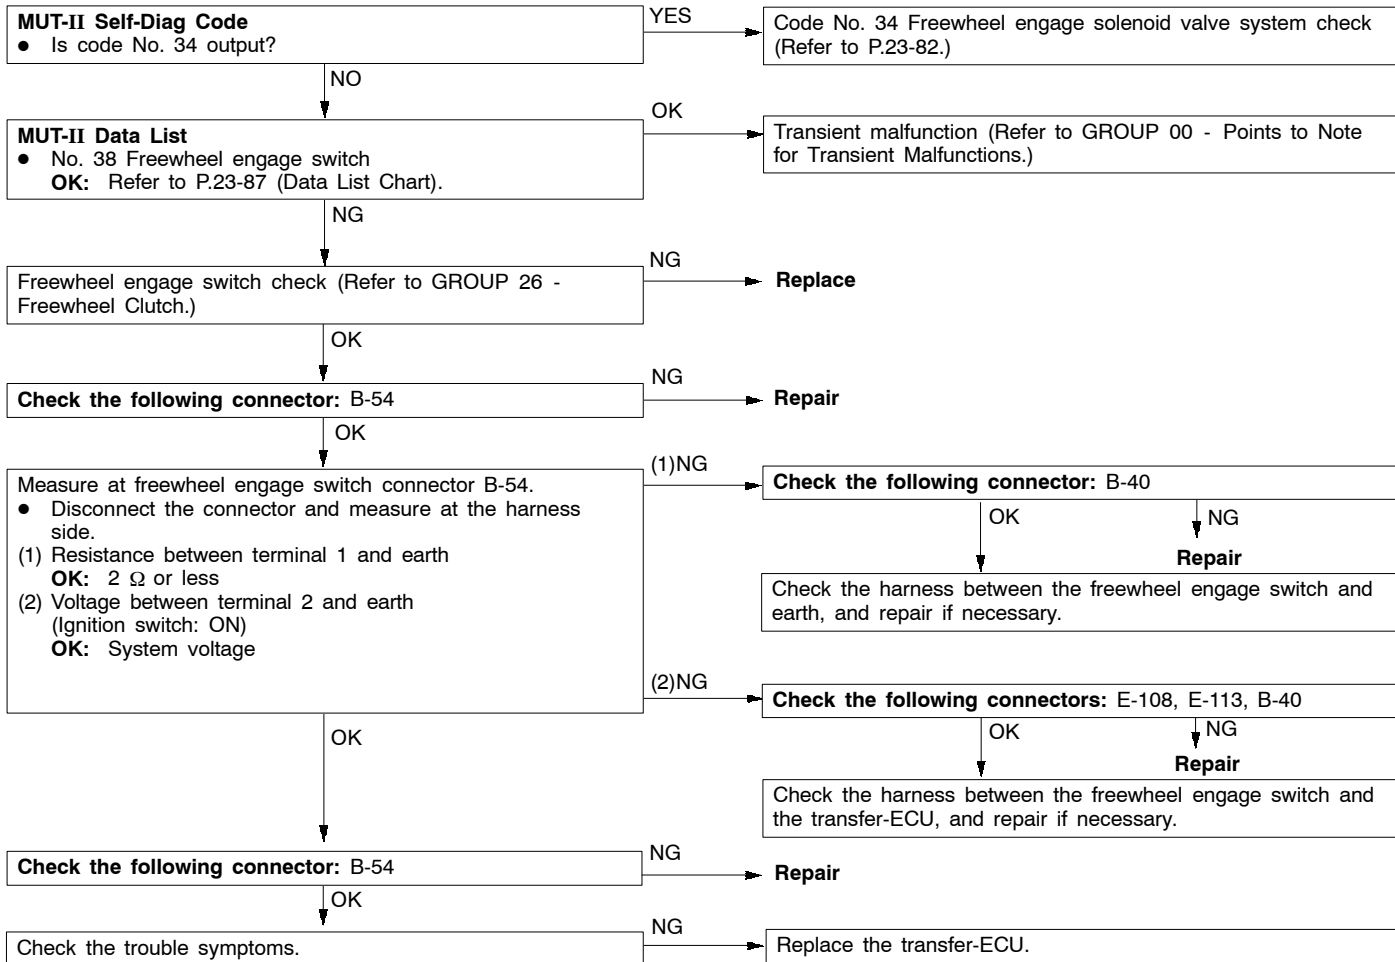 MUT-II Self-Diag Code
● Is code No. 34 output?
YES
Code No. 34 Freewheel engage solenoid valve system check
(Refer to P.23-82.)
NO
MUT-II Data List
● No. 38 Freewheel engage switch
OK: Refer to P.23-87 (Data List Chart).
OK
Transient malfunction (Refer to GROUP 00 - Points to Note
for Transient Malfunctions.)
NG
Freewheel engage switch check (Refer to GROUP 26 -
Freewheel Clutch.)
NG
Replace
OK
Check the following connector: B-54
NG
Repair
OK
Measure at freewheel engage switch connector B-54.
● Disconnect the connector and measure at the harness
side.
(1) Resistance between terminal 1 and earth
OK: 2 Ω or less
(2) Voltage between terminal 2 and earth
(Ignition switch: ON)
OK: System voltage
(1)NG
Check the following connector: B-40
OK
NG
Repair
Check the harness between the freewheel engage switch and
earth, and repair if necessary.
(2)NG
Check the following connectors: E-108, E-113, B-40
OK
NG
Repair
Check the harness between the freewheel engage switch and
the transfer-ECU, and repair if necessary.
OK
Check the following connector: B-54
NG
Repair
OK
Check the trouble symptoms.
NG
Replace the transfer-ECU.